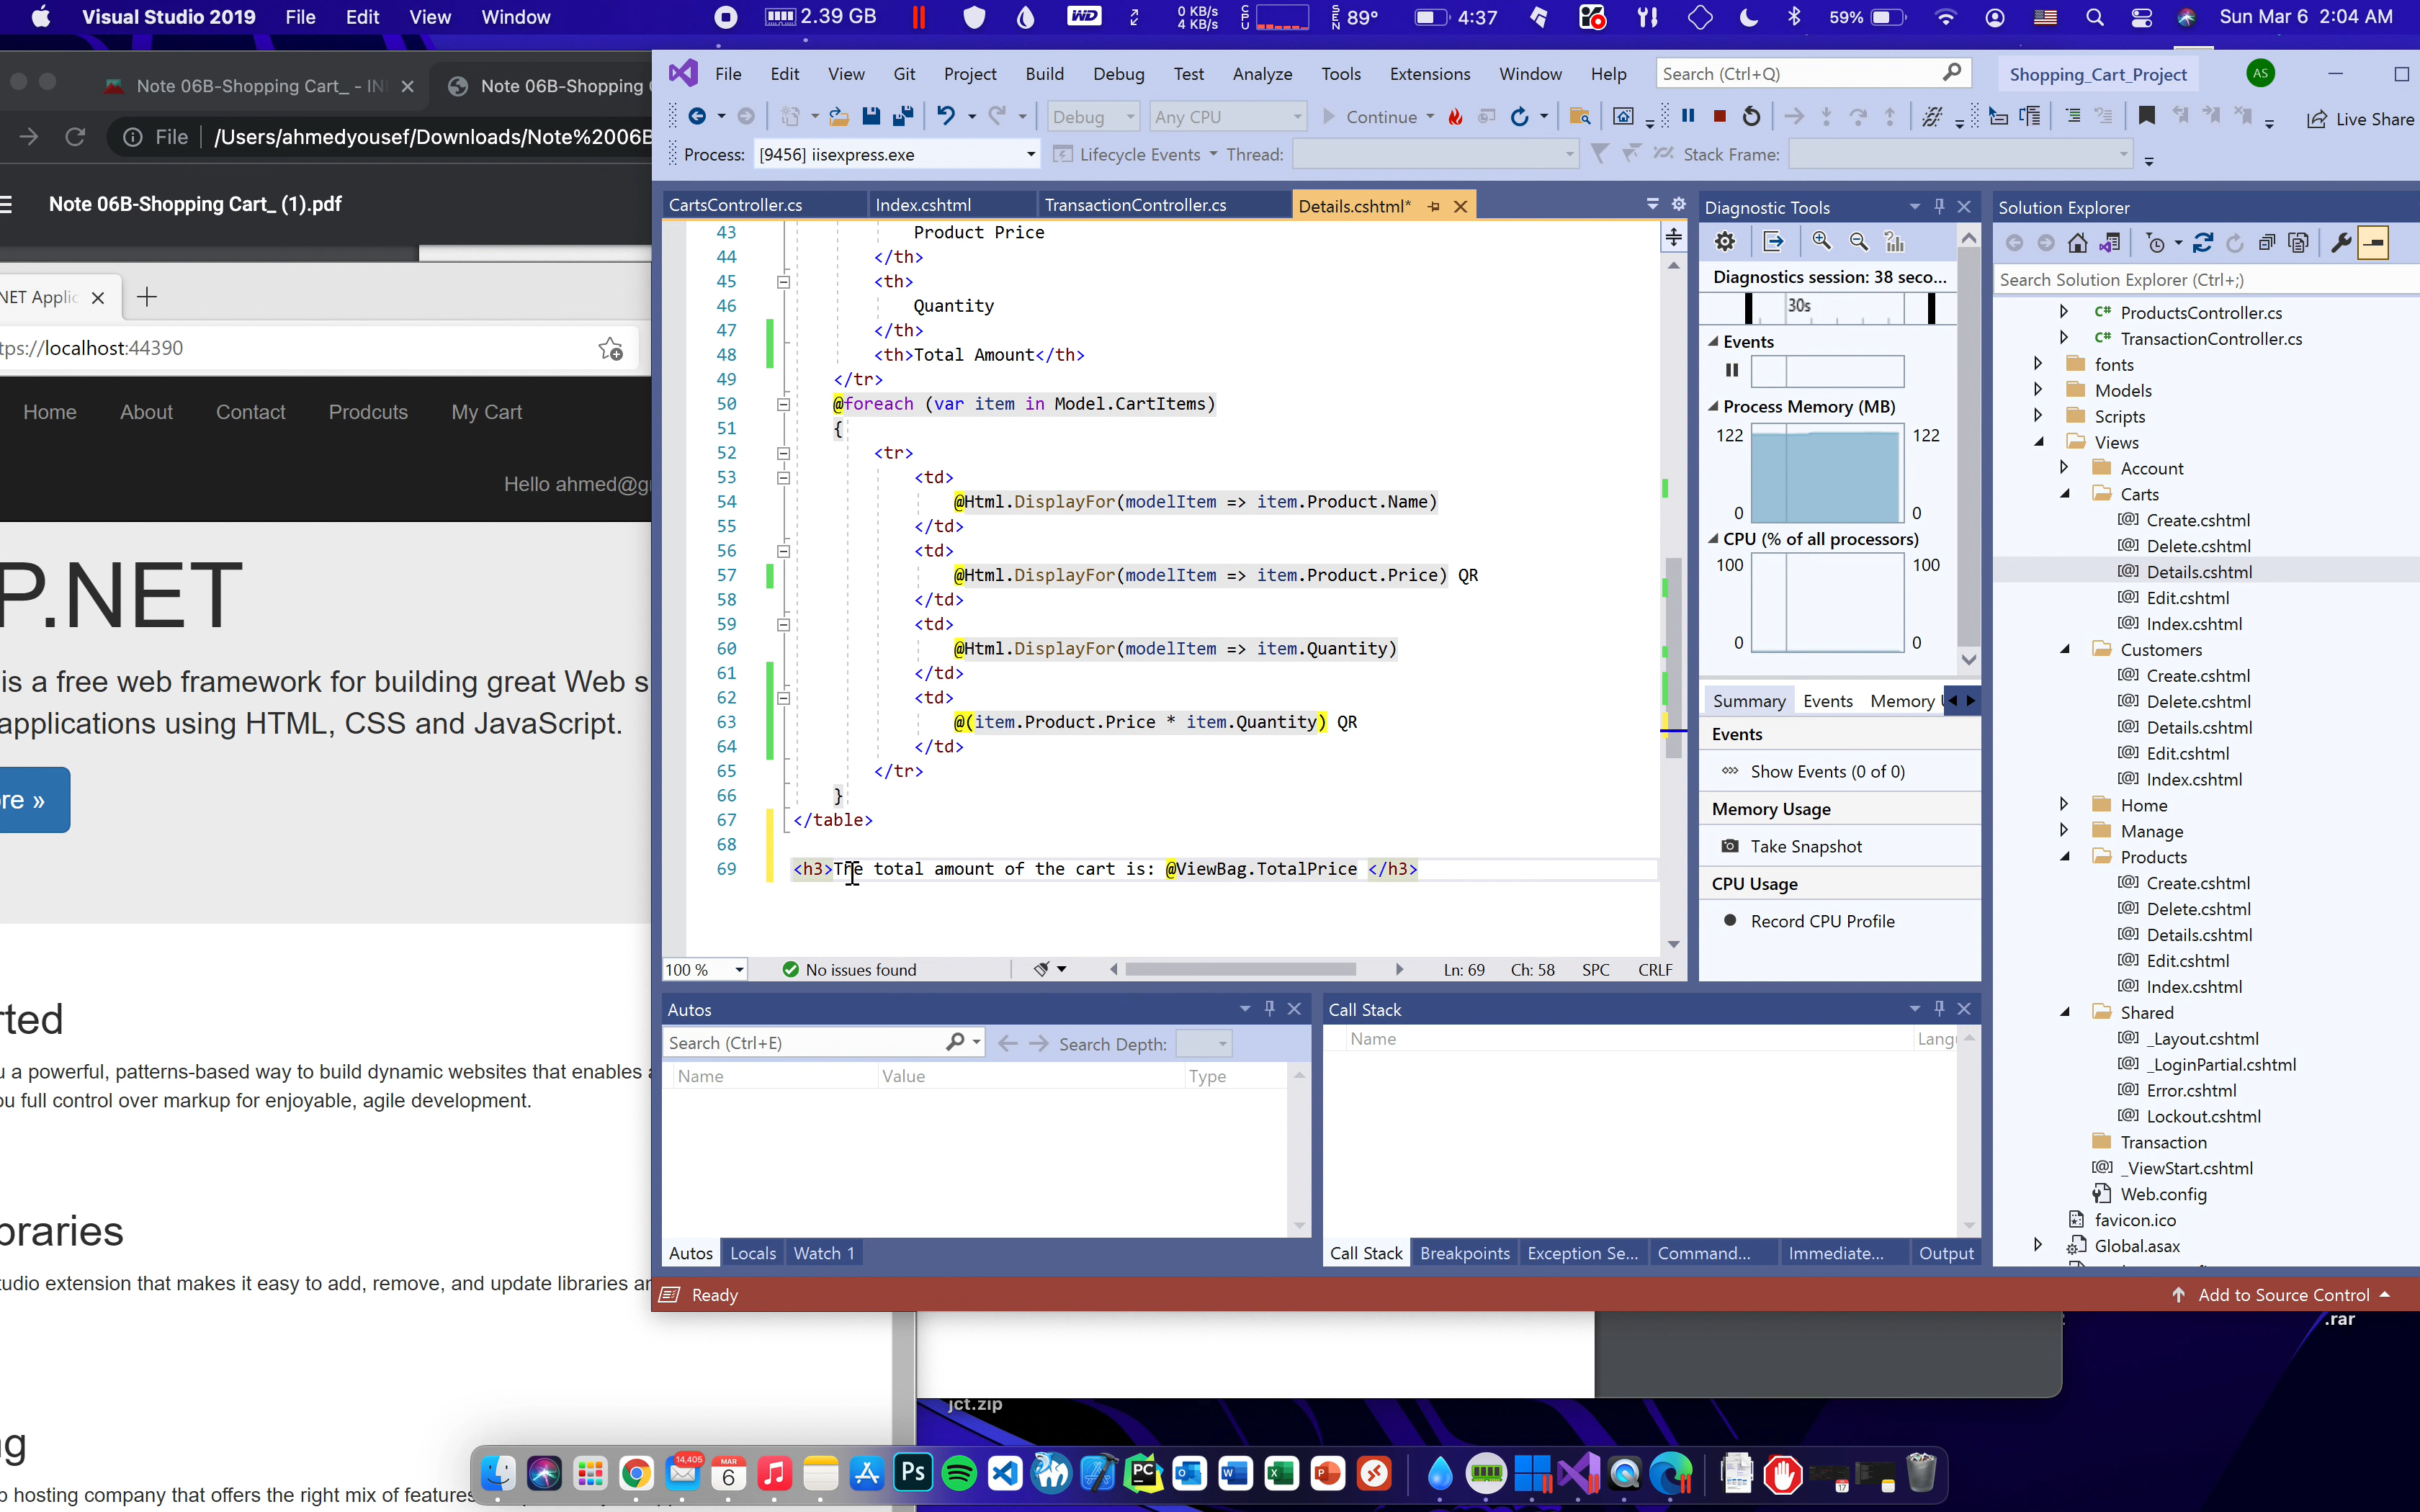 Visual Studio 2019 File Edit View Window 2.39 GB WD 0 KB/s 4 KB/s CPU SEN 89° 4:37 59% Sun Mar 6 2:04 AM
Note 06B-Shopping Cart_ - IN
Note 06B-Shopping
File /Users/ahmedyousef/Downloads/Note%2006B
Note 06B-Shopping Cart_ (1).pdf
NET Applic
tps://localhost:44390
Home About Contact Prodcuts My Cart
Hello ahmed@g
P.NET
is a free web framework for building great Web s
applications using HTML, CSS and JavaScript.
re »
rted
u a powerful, patterns-based way to build dynamic websites that enables a
ou full control over markup for enjoyable, agile development.
braries
tudio extension that makes it easy to add, remove, and update libraries ar
ng
b hosting company that offers the right mix of features
File Edit View Git Project Build Debug Test Analyze Tools Extensions Window Help Search (Ctrl+Q) Shopping_Cart_Project AS
Debug Any CPU Continue Live Share
Process: [9456] iisexpress.exe Lifecycle Events Thread: Stack Frame:
CartsController.cs Index.cshtml TransactionController.cs Details.cshtml*
43 Product Price
44 </th>
45 <th>
46 Quantity
47 </th>
48 <th>Total Amount</th>
49 </tr>
50 @foreach (var item in Model.CartItems)
51 {
52 <tr>
53 <td>
54 @Html.DisplayFor(modelItem => item.Product.Name)
55 </td>
56 <td>
57 @Html.DisplayFor(modelItem => item.Product.Price) QR
58 </td>
59 <td>
60 @Html.DisplayFor(modelItem => item.Quantity)
61 </td>
62 <td>
63 @(item.Product.Price * item.Quantity) QR
64 </td>
65 </tr>
66 }
67 </table>
68
69 <h3>The total amount of the cart is: @ViewBag.TotalPrice </h3>
100 % No issues found Ln: 69 Ch: 58 SPC CRLF
Diagnostic Tools
Diagnostics session: 38 seco...
30s
Events
Process Memory (MB)
122 122
0 0
CPU (% of all processors)
100 100
0 0
Summary Events Memory U
Events
Show Events (0 of 0)
Memory Usage
Take Snapshot
CPU Usage
Record CPU Profile
Solution Explorer
Search Solution Explorer (Ctrl+;)
C# ProductsController.cs
C# TransactionController.cs
fonts
Models
Scripts
Views
Account
Carts
[@] Create.cshtml
[@] Delete.cshtml
[@] Details.cshtml
[@] Edit.cshtml
[@] Index.cshtml
Customers
[@] Create.cshtml
[@] Delete.cshtml
[@] Details.cshtml
[@] Edit.cshtml
[@] Index.cshtml
Home
Manage
Products
[@] Create.cshtml
[@] Delete.cshtml
[@] Details.cshtml
[@] Edit.cshtml
[@] Index.cshtml
Shared
[@] _Layout.cshtml
[@] _LoginPartial.cshtml
[@] Error.cshtml
[@] Lockout.cshtml
Transaction
[@] _ViewStart.cshtml
Web.config
favicon.ico
Global.asax
Autos
Search (Ctrl+E) Search Depth:
Name Value Type
Autos Locals Watch 1
Call Stack
Name Lang
Call Stack Breakpoints Exception Se... Command... Immediate... Output
Ready Add to Source Control
.rar
jct.zip
14,405
MAR
6
Ps
PC
17